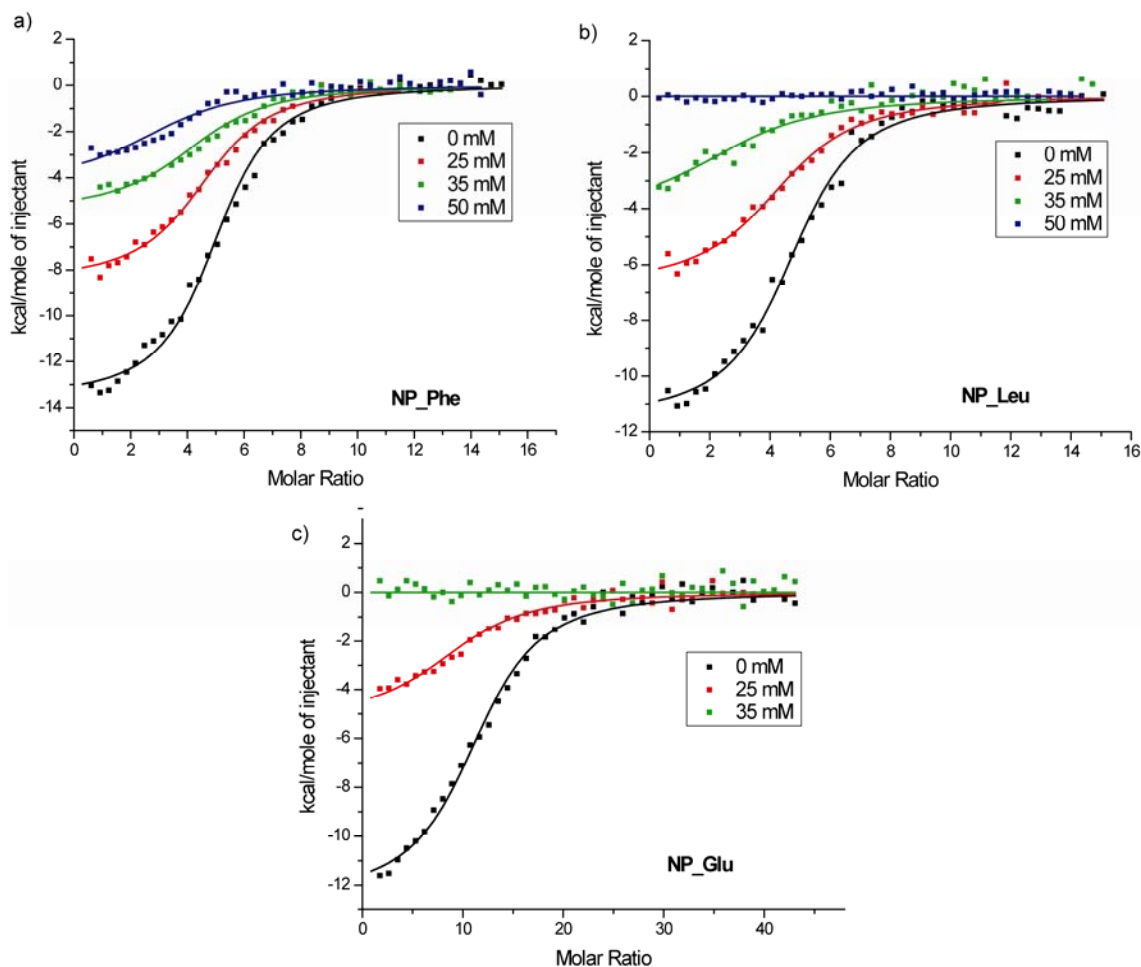 a)
kcal/mole of injectant
2
0
-2
-4
-6
-8
-10
-12
-14
0 mM
25 mM
35 mM
50 mM
NP_Phe
0 2 4 6 8 10 12 14 16
Molar Ratio
b)
kcal/mole of injectant
2
0
-2
-4
-6
-8
-10
-12
0 mM
25 mM
35 mM
50 mM
NP_Leu
0 2 4 6 8 10 12 14 16
Molar Ratio
c)
kcal/mole of injectant
2
0
-2
-4
-6
-8
-10
-12
0 mM
25 mM
35 mM
NP_Glu
0 10 20 30 40
Molar Ratio